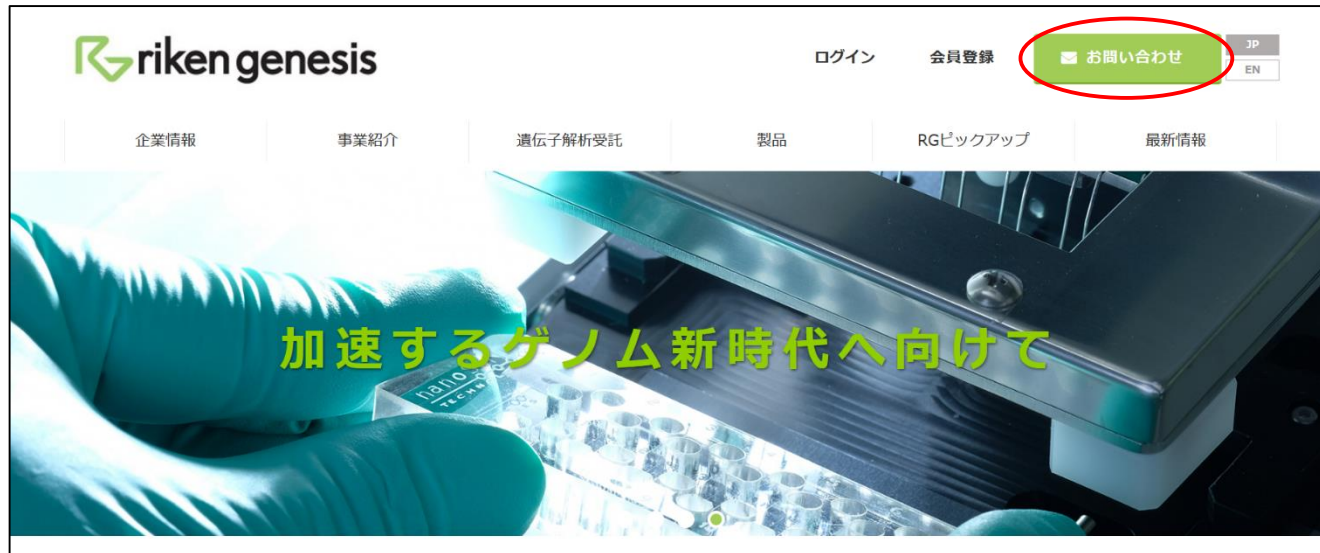 riken genesis
ログイン
会員登録
お問い合わせ
JP
EN
企業情報
事業紹介
遺伝子解析受託
製品
RGピックアップ
最新情報
加速するゲノム新時代へ向けて
nano
TECHNO